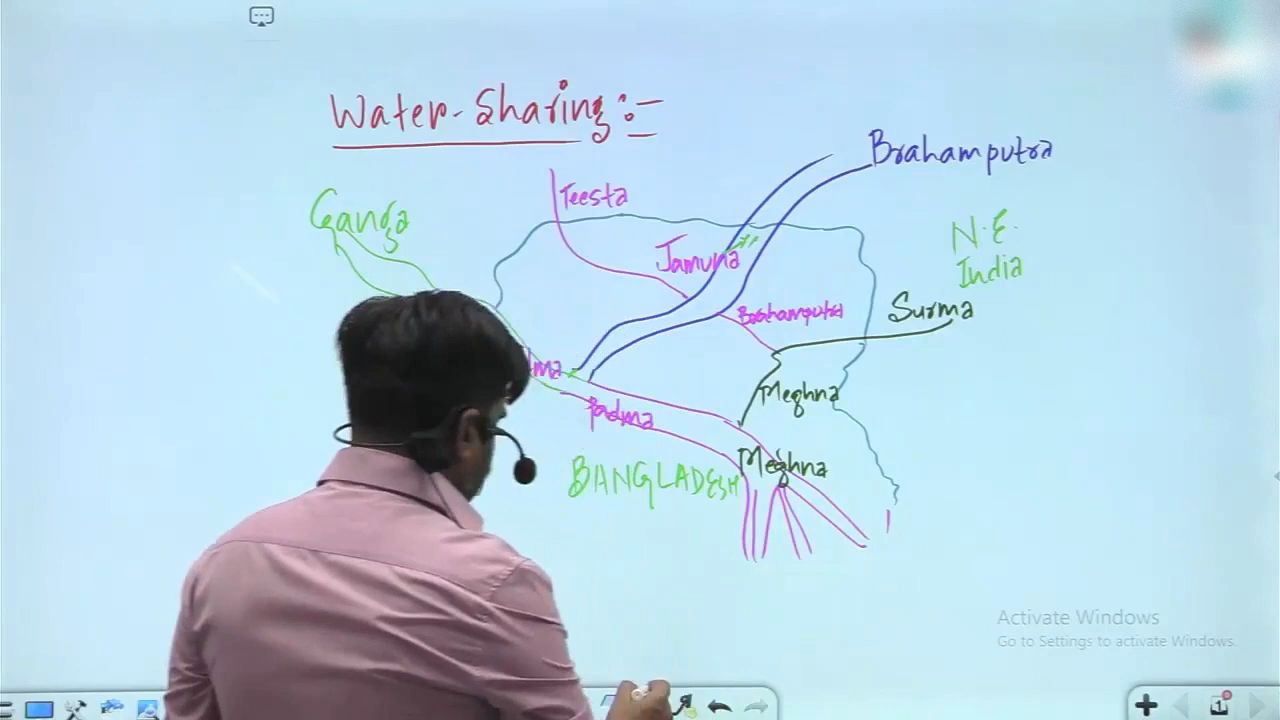 Water-Sharing :-
Brahamputra
Teesta
Ganga
N.E.
India
Jamuna
Surma
Brahamputra
Meghna
Padma
Meghna
BANGLADESH
Activate Windows
Go to Settings to activate Windows.
1